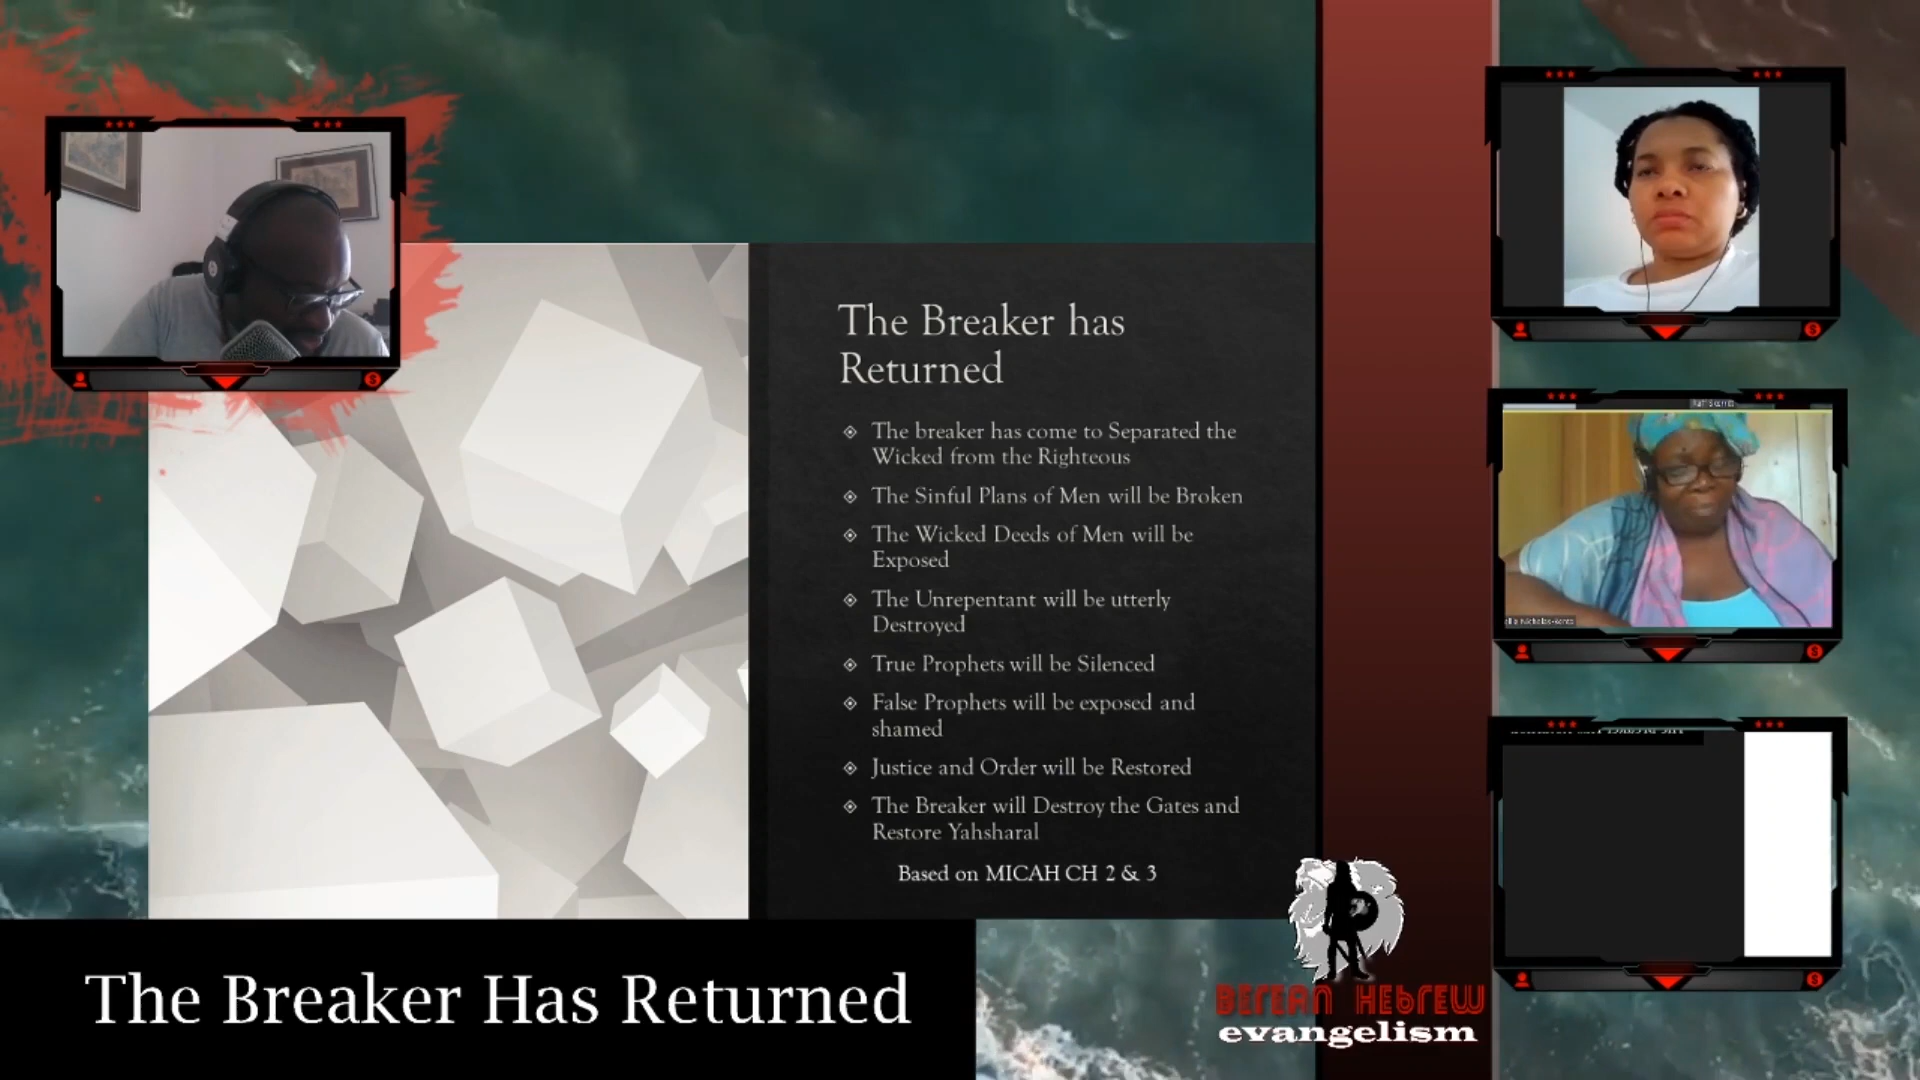 The Breaker has
Returned
The breaker has come to Separated the
Wicked from the Righteous
The Sinful Plans of Men will be Broken
The Wicked Deeds of Men will be
Exposed
The Unrepentant will be utterly
Destroyed
True Prophets will be Silenced
False Prophets will be exposed and
shamed
Justice and Order will be Restored
The Breaker will Destroy the Gates and
Restore Yahsharal
Based on MICAH CH 2 & 3
The Breaker Has Returned
BEREAN HEBREW
evangelism